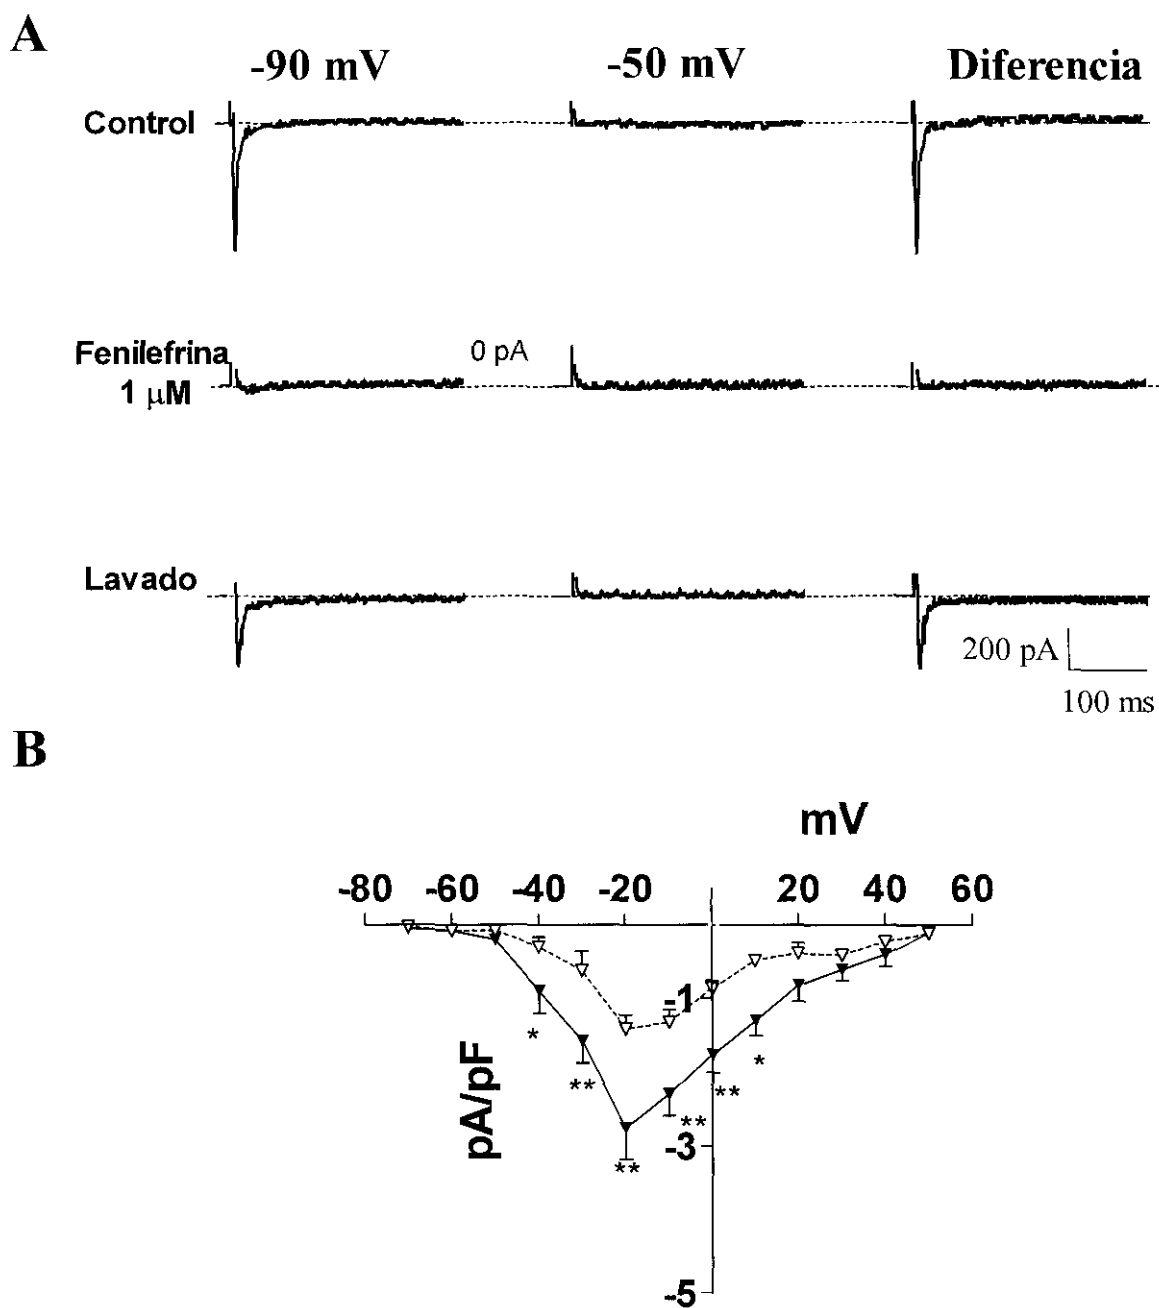 A
-90 mV -50 mV Diferencia
Control
Fenilefrina 0 pA
1 μM
Lavado
200 pA
100 ms
B
mV
-80 -60 -40 -20 20 40 60
-1
*
*
**
**
**
pA/pF
-3
**
-5